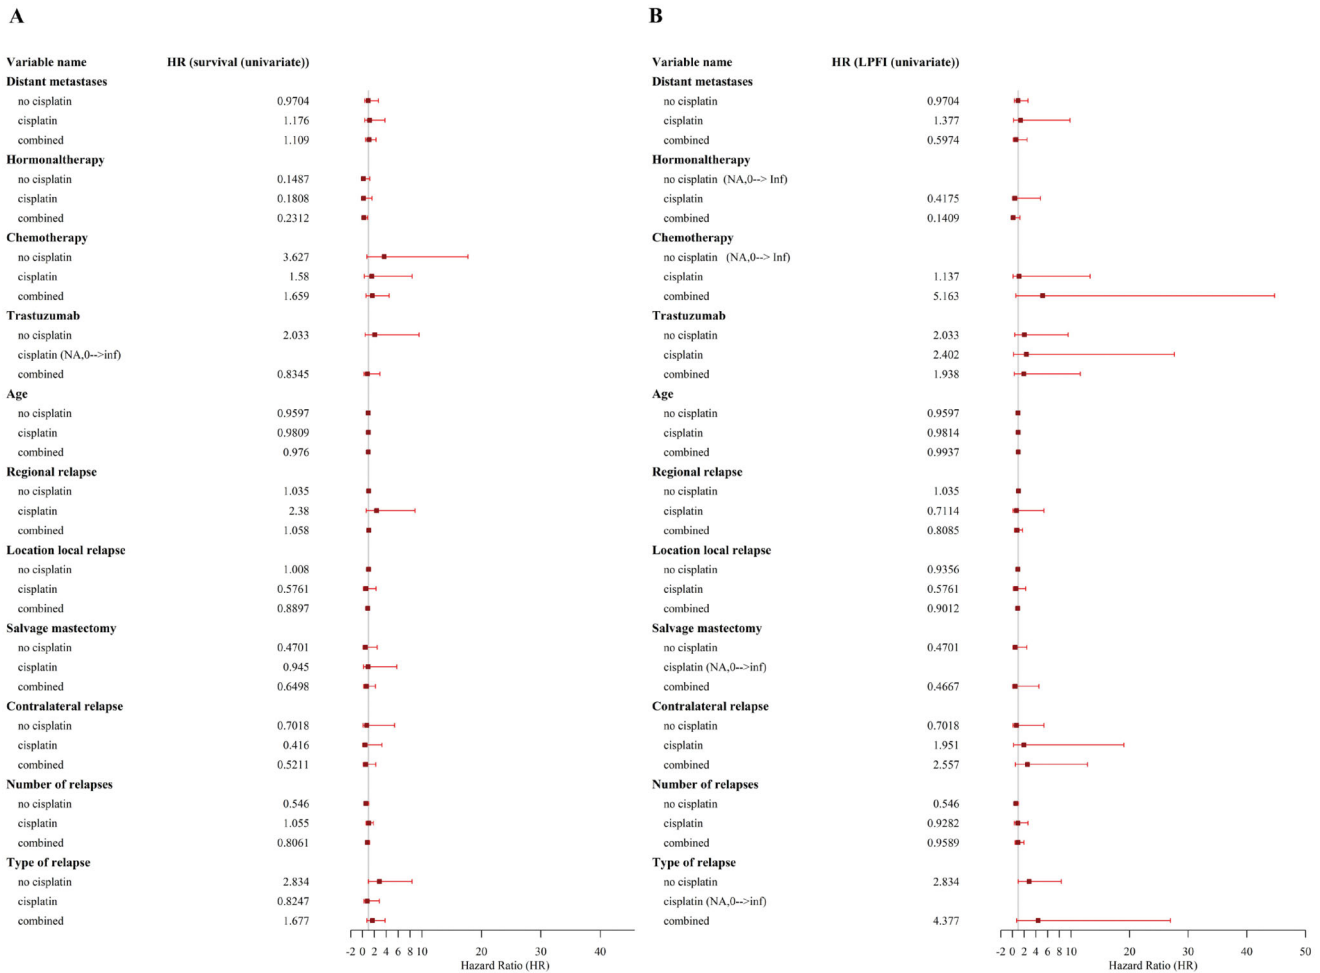 A
Variable name HR (survival (univariate))
Distant metastases
no cisplatin 0.9704
cisplatin 1.176
combined 1.109
Hormonaltherapy
no cisplatin 0.1487
cisplatin 0.1808
combined 0.2312
Chemotherapy
no cisplatin 3.627
cisplatin 1.58
combined 1.659
Trastuzumab
no cisplatin 2.033
cisplatin (NA,0-->inf)
combined 0.8345
Age
no cisplatin 0.9597
cisplatin 0.9809
combined 0.976
Regional relapse
no cisplatin 1.035
cisplatin 2.38
combined 1.058
Location local relapse
no cisplatin 1.008
cisplatin 0.5761
combined 0.8897
Salvage mastectomy
no cisplatin 0.4701
cisplatin 0.945
combined 0.6498
Contralateral relapse
no cisplatin 0.7018
cisplatin 0.416
combined 0.5211
Number of relapses
no cisplatin 0.546
cisplatin 1.055
combined 0.8061
Type of relapse
no cisplatin 2.834
cisplatin 0.8247
combined 1.677
-2 0 2 4 6 8 10 20 30 40
Hazard Ratio (HR)
B
Variable name HR (LPFI (univariate))
Distant metastases
no cisplatin 0.9704
cisplatin 1.377
combined 0.5974
Hormonaltherapy
no cisplatin (NA,0--> Inf)
cisplatin 0.4175
combined 0.1409
Chemotherapy
no cisplatin (NA,0--> Inf)
cisplatin 1.137
combined 5.163
Trastuzumab
no cisplatin 2.033
cisplatin 2.402
combined 1.938
Age
no cisplatin 0.9597
cisplatin 0.9814
combined 0.9937
Regional relapse
no cisplatin 1.035
cisplatin 0.7114
combined 0.8085
Location local relapse
no cisplatin 0.9356
cisplatin 0.5761
combined 0.9012
Salvage mastectomy
no cisplatin 0.4701
cisplatin (NA,0-->inf)
combined 0.4667
Contralateral relapse
no cisplatin 0.7018
cisplatin 1.951
combined 2.557
Number of relapses
no cisplatin 0.546
cisplatin 0.9282
combined 0.9589
Type of relapse
no cisplatin 2.834
cisplatin (NA,0-->inf)
combined 4.377
-2 0 2 4 6 8 10 20 30 40 50
Hazard Ratio (HR)